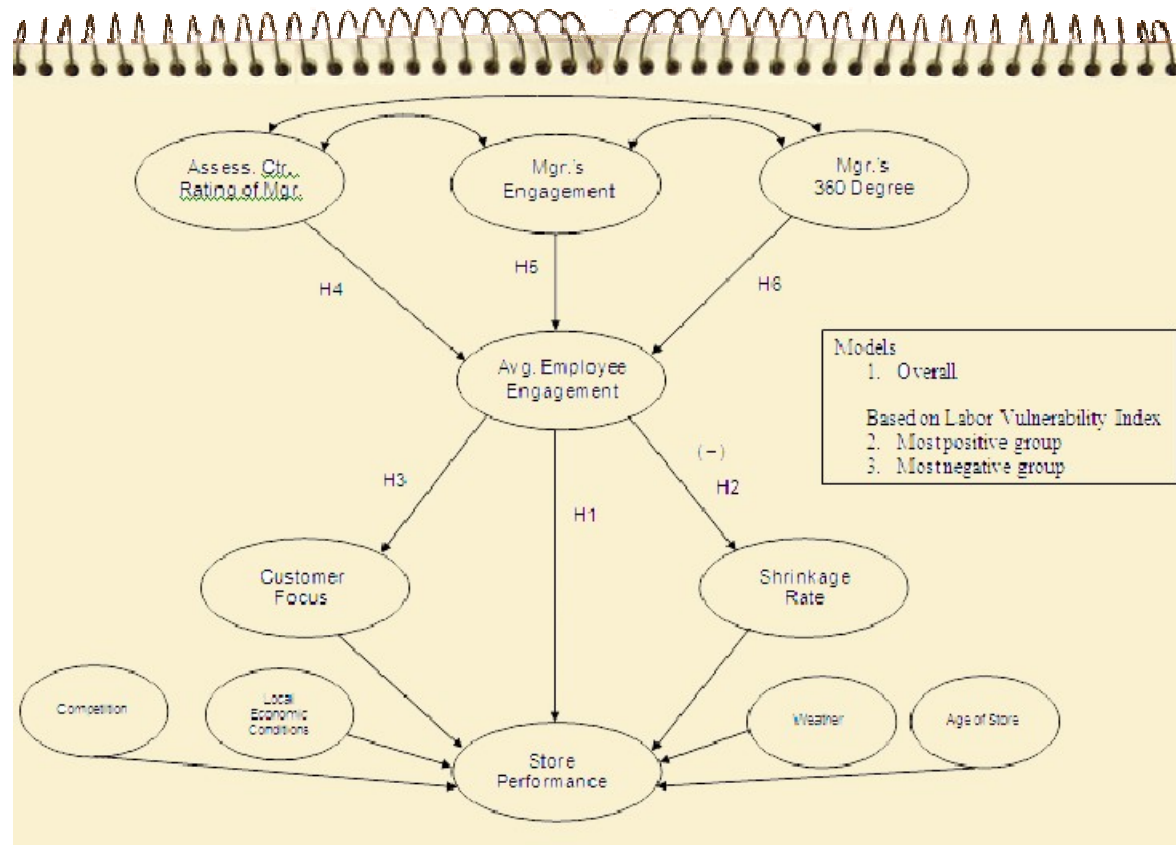 Assess. Ctr.
Rating of Mgr.
Mgr.'s
Engagement
Mgr.'s
360 Degree
H4
H5
H6
Avg. Employee
Engagement
Models
1. Overall
Based on Labor Vulnerability Index
2. Most positive group
3. Most negative group
(-)
H3
H2
H1
Customer
Focus
Shrinkage
Rate
Competition
Local
Economic
Conditions
Weather
Age of Store
Store
Performance